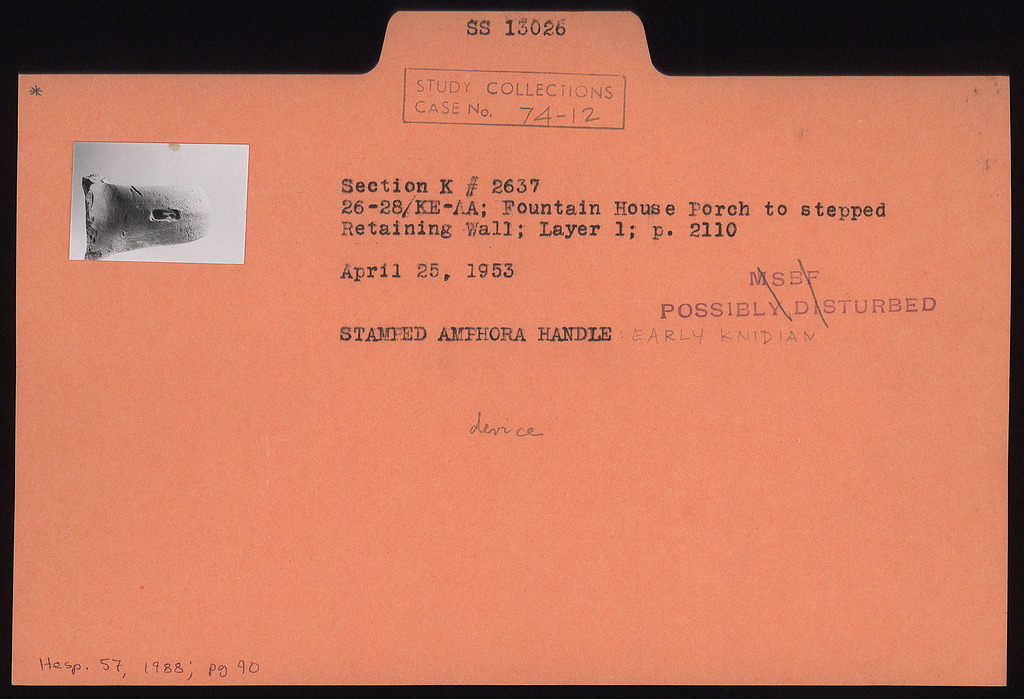 SS 13026
*
STUDY COLLECTIONS
CASE No. 74-12
Section K # 2637
26-28/KE-ΛA; Fountain House Porch to stepped
Retaining Wall; Layer 1; p. 2110
April 25, 1953
MSBF
POSSIBLY DISTURBED
STAMPED AMPHORA HANDLE : EARLY KNIDIAN
device
Hesp. 57, 1988; pg 90